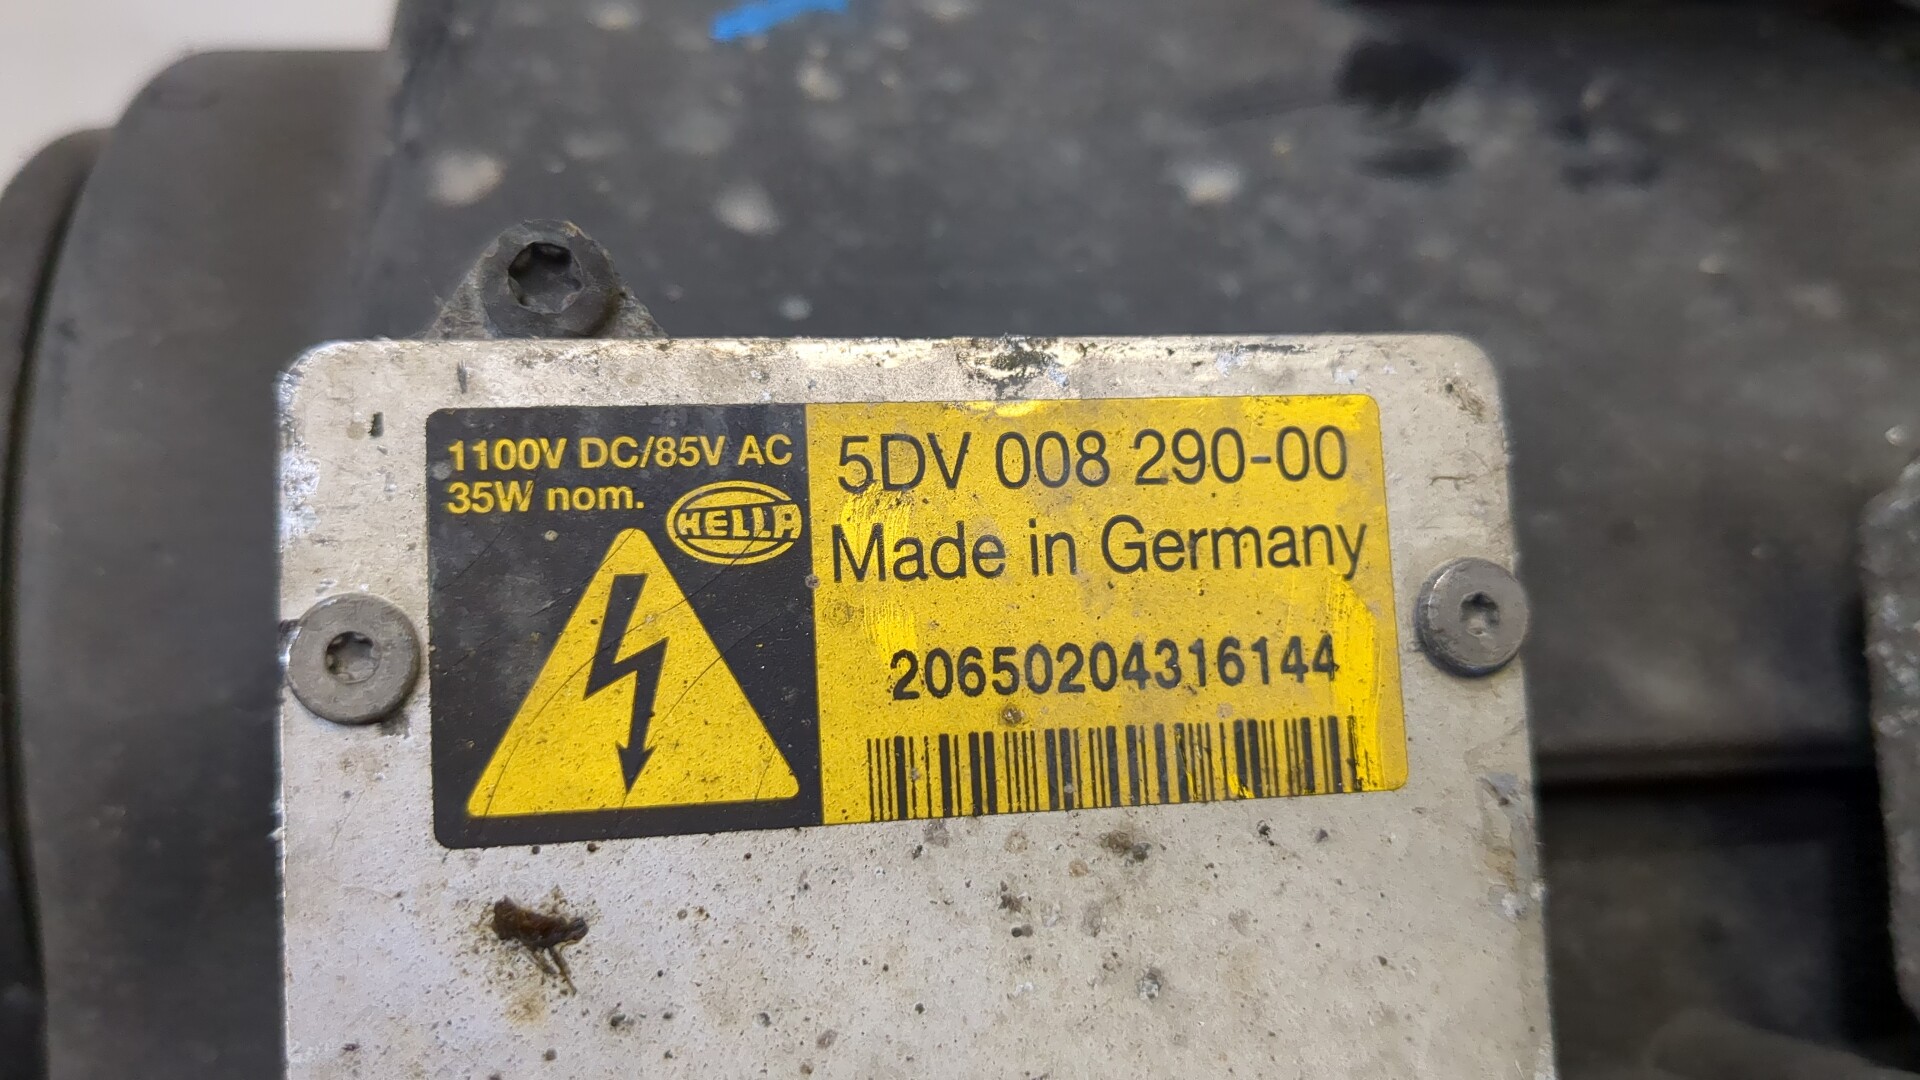 1100V DC/85V AC
35W nom.
HELLA
5DV 008 290-00
Made in Germany
20650204316144